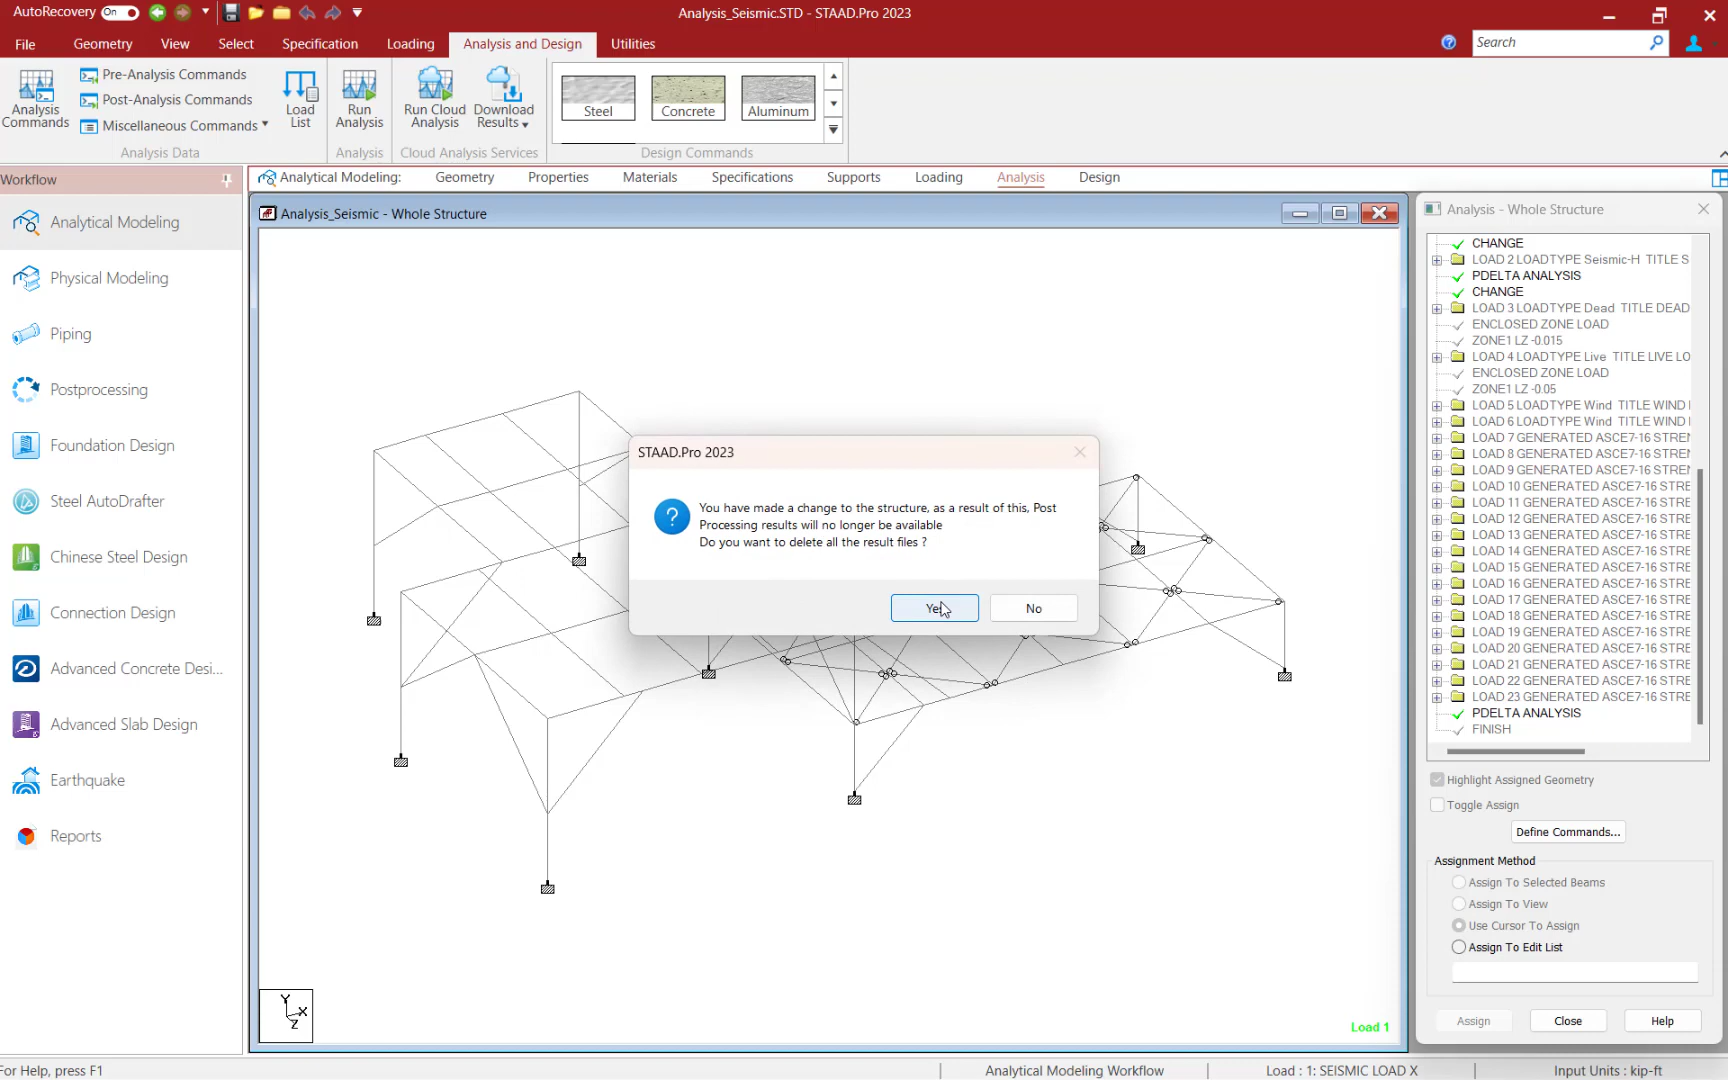 AutoRecovery On
Analysis_Seismic.STD - STAAD.Pro 2023
File Geometry View Select Specification Loading Analysis and Design Utilities
Search
Analysis Commands
Pre-Analysis Commands
Post-Analysis Commands
Miscellaneous Commands
Load List
Run Analysis
Run Cloud Analysis
Download Results
Steel
Concrete
Aluminum
Analysis Data
Analysis
Cloud Analysis Services
Design Commands
Workflow
Analytical Modeling: Geometry Properties Materials Specifications Supports Loading Analysis Design
Analytical Modeling
Physical Modeling
Piping
Postprocessing
Foundation Design
Steel AutoDrafter
Chinese Steel Design
Connection Design
Advanced Concrete Desi...
Advanced Slab Design
Earthquake
Reports
Analysis_Seismic - Whole Structure
STAAD.Pro 2023
You have made a change to the structure, as a result of this, Post
Processing results will no longer be available
Do you want to delete all the result files ?
Yes
No
Y
X
Z
Load 1
Analysis - Whole Structure
CHANGE
LOAD 2 LOADTYPE Seismic-H TITLE S
PDELTA ANALYSIS
CHANGE
LOAD 3 LOADTYPE Dead TITLE DEAD
ENCLOSED ZONE LOAD
ZONE1 LZ -0.015
LOAD 4 LOADTYPE Live TITLE LIVE LO
ENCLOSED ZONE LOAD
ZONE1 LZ -0.05
LOAD 5 LOADTYPE Wind TITLE WIND
LOAD 6 LOADTYPE Wind TITLE WIND
LOAD 7 GENERATED ASCE7-16 STREN
LOAD 8 GENERATED ASCE7-16 STREN
LOAD 9 GENERATED ASCE7-16 STREN
LOAD 10 GENERATED ASCE7-16 STRE
LOAD 11 GENERATED ASCE7-16 STRE
LOAD 12 GENERATED ASCE7-16 STRE
LOAD 13 GENERATED ASCE7-16 STRE
LOAD 14 GENERATED ASCE7-16 STRE
LOAD 15 GENERATED ASCE7-16 STRE
LOAD 16 GENERATED ASCE7-16 STRE
LOAD 17 GENERATED ASCE7-16 STRE
LOAD 18 GENERATED ASCE7-16 STRE
LOAD 19 GENERATED ASCE7-16 STRE
LOAD 20 GENERATED ASCE7-16 STRE
LOAD 21 GENERATED ASCE7-16 STRE
LOAD 22 GENERATED ASCE7-16 STRE
LOAD 23 GENERATED ASCE7-16 STRE
PDELTA ANALYSIS
FINISH
Highlight Assigned Geometry
Toggle Assign
Define Commands...
Assignment Method
Assign To Selected Beams
Assign To View
Use Cursor To Assign
Assign To Edit List
Assign
Close
Help
For Help, press F1
Analytical Modeling Workflow
Load : 1: SEISMIC LOAD X
Input Units : kip-ft